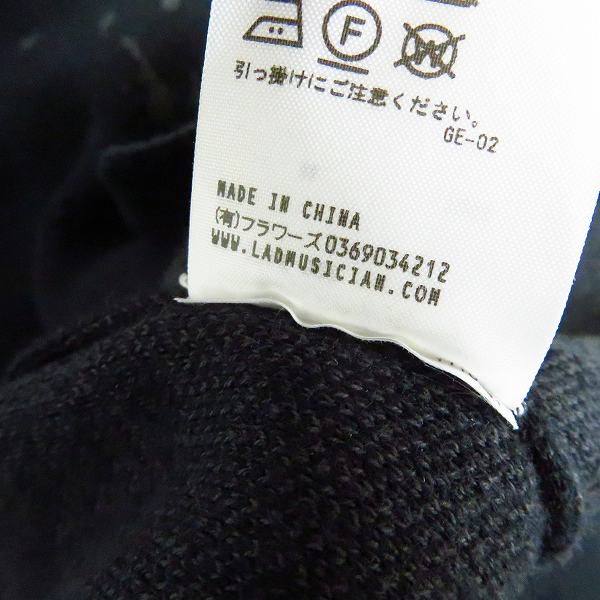 F
W
引っ掛けにご注意ください。
GE-02
MADE IN CHINA
(有)フラワーズ0369034212
WWW.LADMUSICIAN.COM